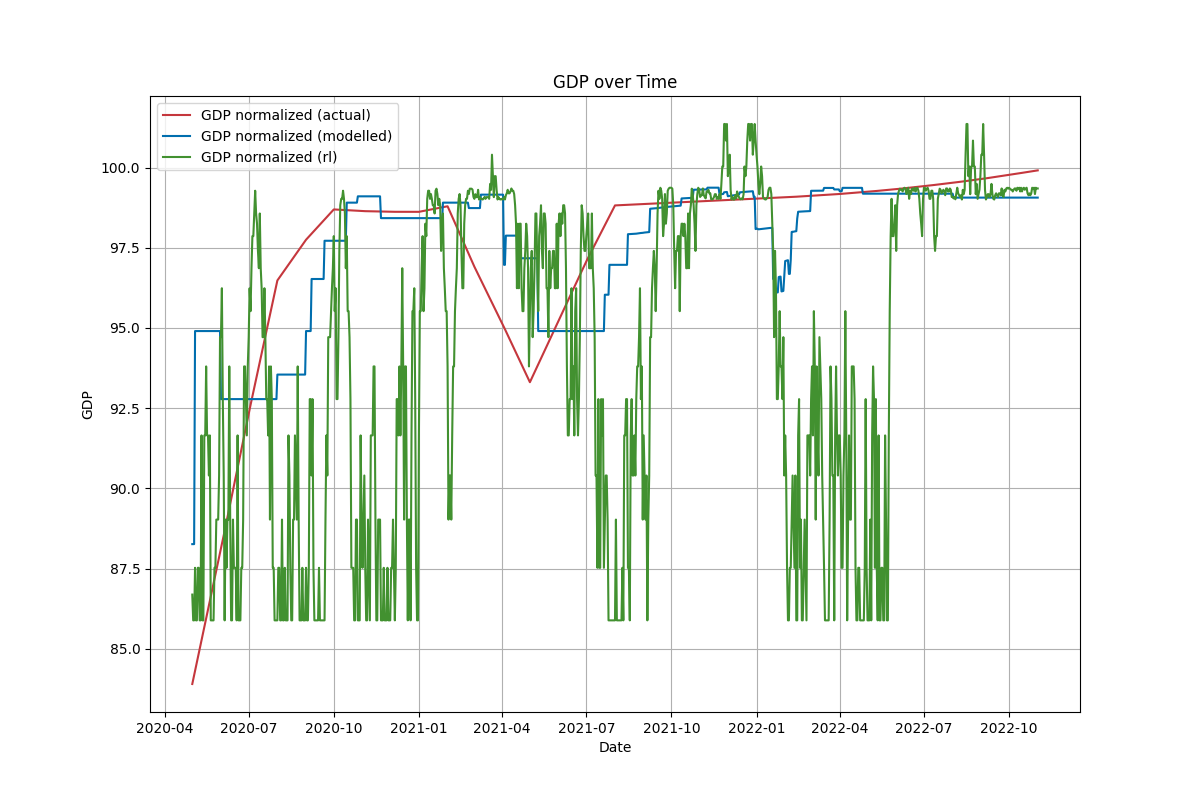 GDP over Time
GDP normalized (actual)
GDP normalized (modelled)
GDP normalized (rl)
100.0
97.5
95.0
92.5
90.0
87.5
85.0
GDP
2020-04 2020-07 2020-10 2021-01 2021-04 2021-07 2021-10 2022-01 2022-04 2022-07 2022-10
Date